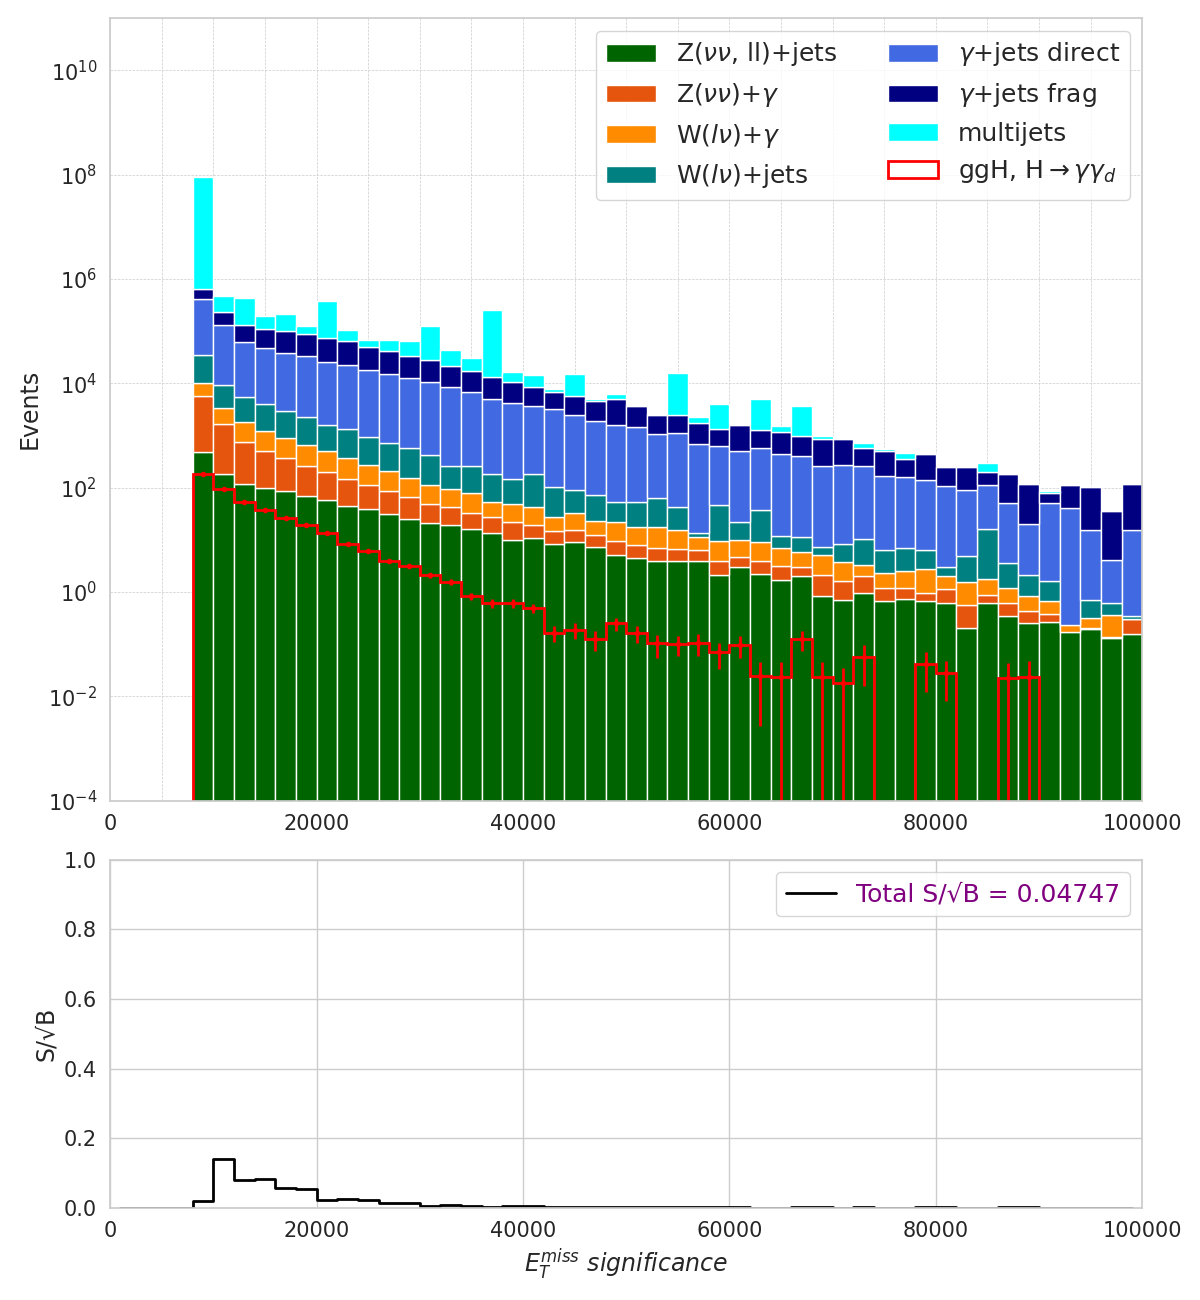 Z(νν, ll)+jets
Z(νν)+γ
W(lν)+γ
W(lν)+jets
γ+jets direct
γ+jets frag
multijets
ggH, H→γγ_d
Events
10^10
10^8
10^6
10^4
10^2
10^0
10^−2
10^−4
0 20000 40000 60000 80000 100000
Total S/√B = 0.04747
S/√B
1.0
0.8
0.6
0.4
0.2
0.0
0 20000 40000 60000 80000 100000
E_T^miss significance